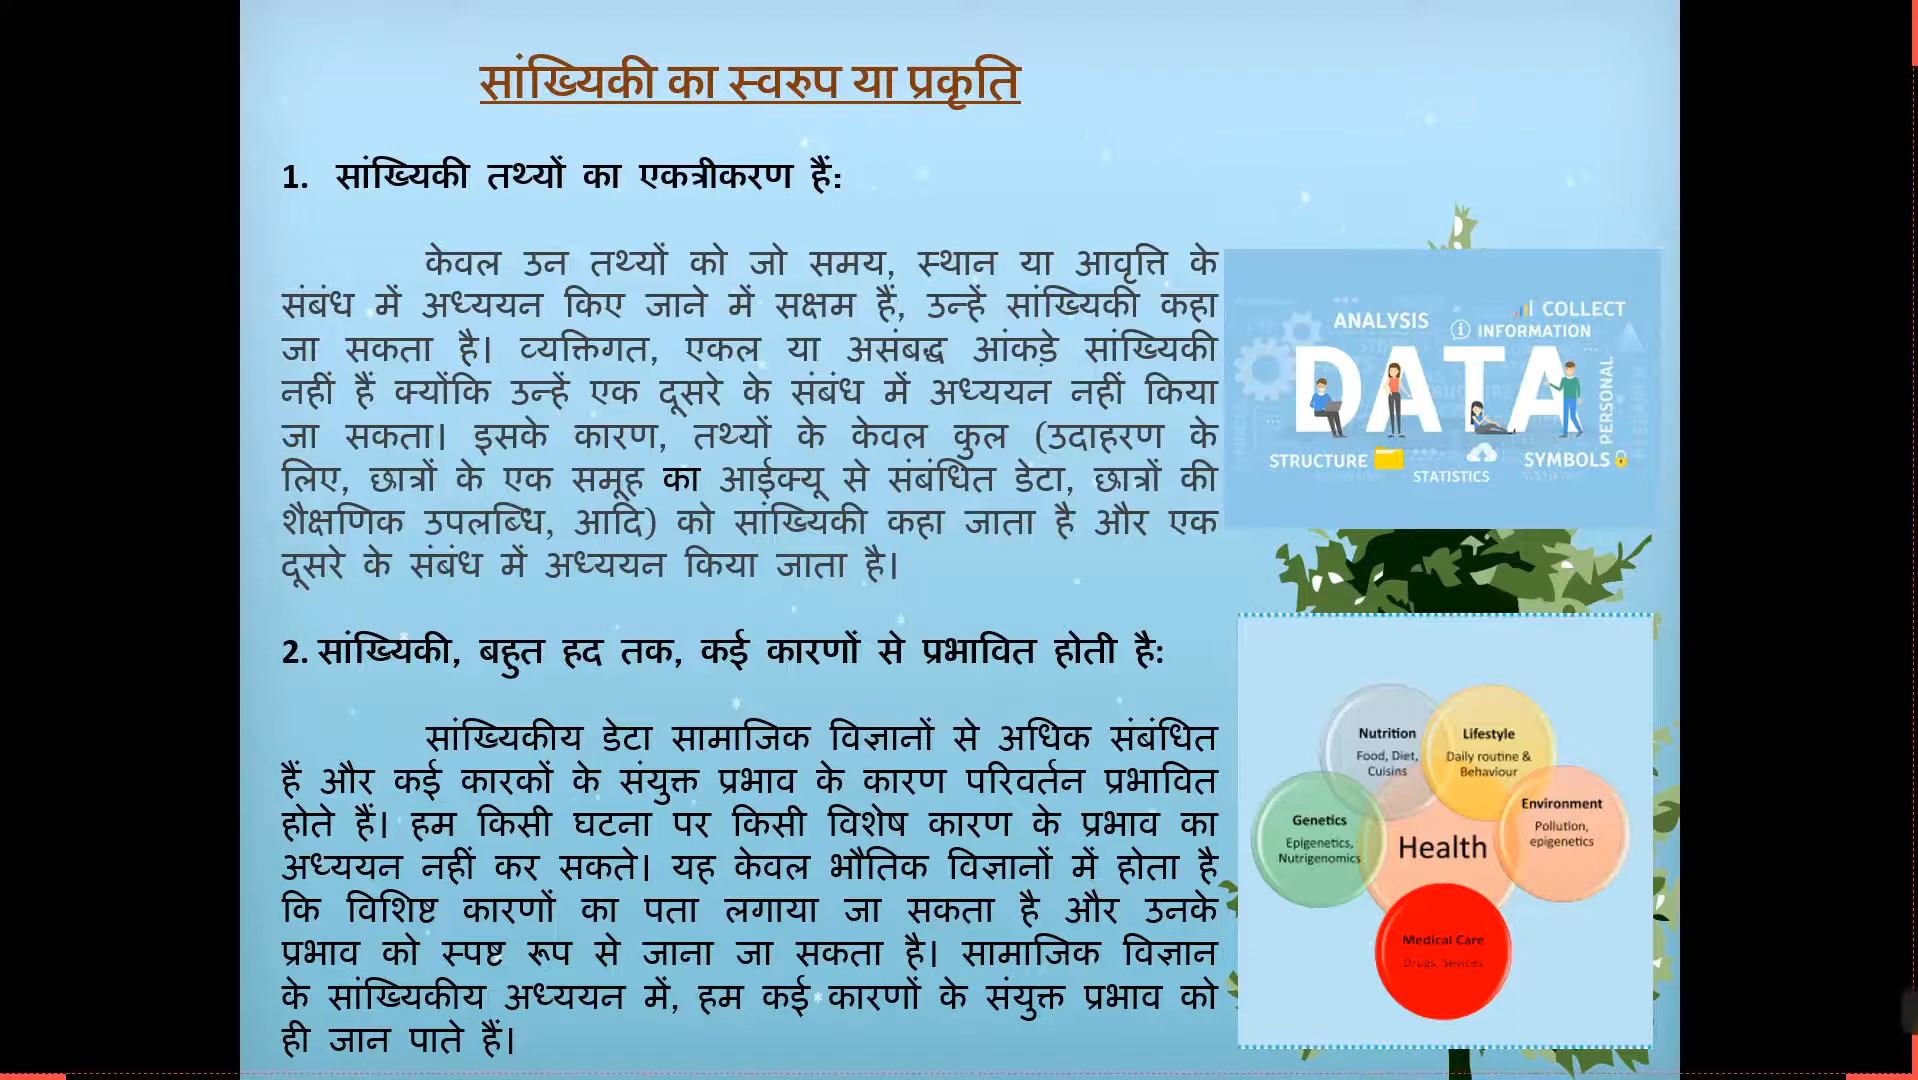 सांख्यिकी का स्वरुप या प्रकृति
1. सांख्यिकी तथ्यों का एकत्रीकरण हैं:
केवल उन तथ्यों को जो समय, स्थान या आवृत्ति के
संबंध में अध्ययन किए जाने में सक्षम हैं, उन्हें सांख्यिकी कहा
जा सकता है। व्यक्तिगत, एकल या असंबद्ध आंकड़े सांख्यिकी
नहीं हैं क्योंकि उन्हें एक दूसरे के संबंध में अध्ययन नहीं किया
जा सकता। इसके कारण, तथ्यों के केवल कुल (उदाहरण के
लिए, छात्रों के एक समूह का आईक्यू से संबंधित डेटा, छात्रों की
शैक्षणिक उपलब्धि, आदि) को सांख्यिकी कहा जाता है और एक
दूसरे के संबंध में अध्ययन किया जाता है।
2. सांख्यिकी, बहुत हद तक, कई कारणों से प्रभावित होती है:
सांख्यिकीय डेटा सामाजिक विज्ञानों से अधिक संबंधित
हैं और कई कारकों के संयुक्त प्रभाव के कारण परिवर्तन प्रभावित
होते हैं। हम किसी घटना पर किसी विशेष कारण के प्रभाव का
अध्ययन नहीं कर सकते। यह केवल भौतिक विज्ञानों में होता है
कि विशिष्ट कारणों का पता लगाया जा सकता है और उनके
प्रभाव को स्पष्ट रूप से जाना जा सकता है। सामाजिक विज्ञान
के सांख्यिकीय अध्ययन में, हम कई कारणों के संयुक्त प्रभाव को
ही जान पाते हैं।
COLLECT
ANALYSIS
INFORMATION
DATA
PERSONAL
STRUCTURE
SYMBOLS
STATISTICS
Nutrition
Food, Diet,
Cuisins
Lifestyle
Daily routine &
Behaviour
Genetics
Epigenetics,
Nutrigenomics
Environment
Pollution,
epigenetics
Health
Medical Care
Drugs, Sevices